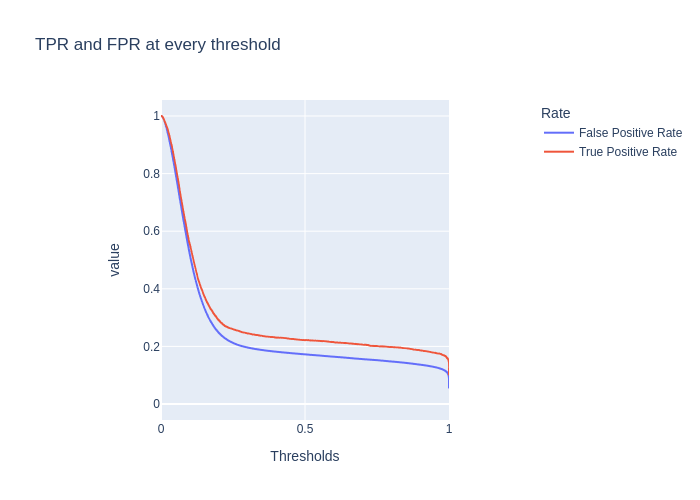 TPR and FPR at every threshold
Rate
False Positive Rate
True Positive Rate
value
1
0.8
0.6
0.4
0.2
0
0
0.5
1
Thresholds